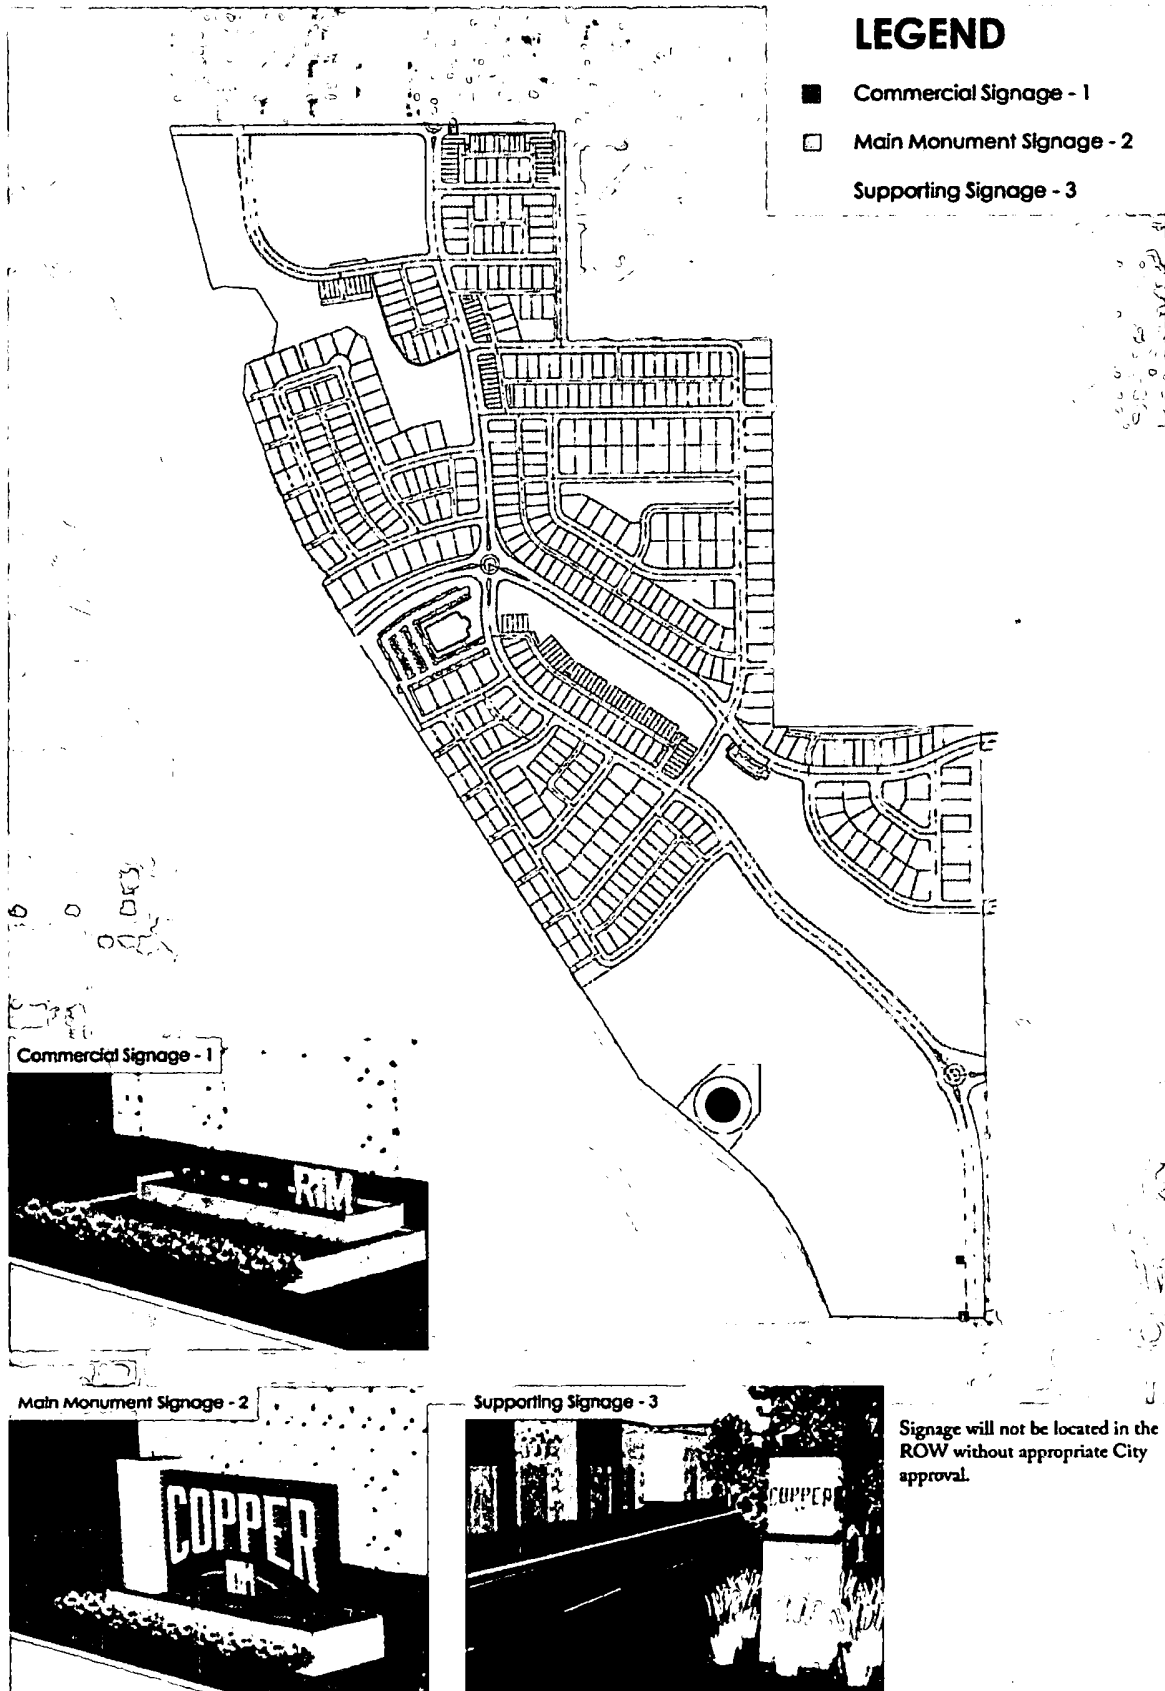 LEGEND
Commercial Signage - 1
Main Monument Signage - 2
Supporting Signage - 3
Commercial Signage - 1
RIM
Main Monument Signage - 2
COPPER
RIM
Supporting Signage - 3
COPPER
Signage will not be located in the
ROW without appropriate City
approval.